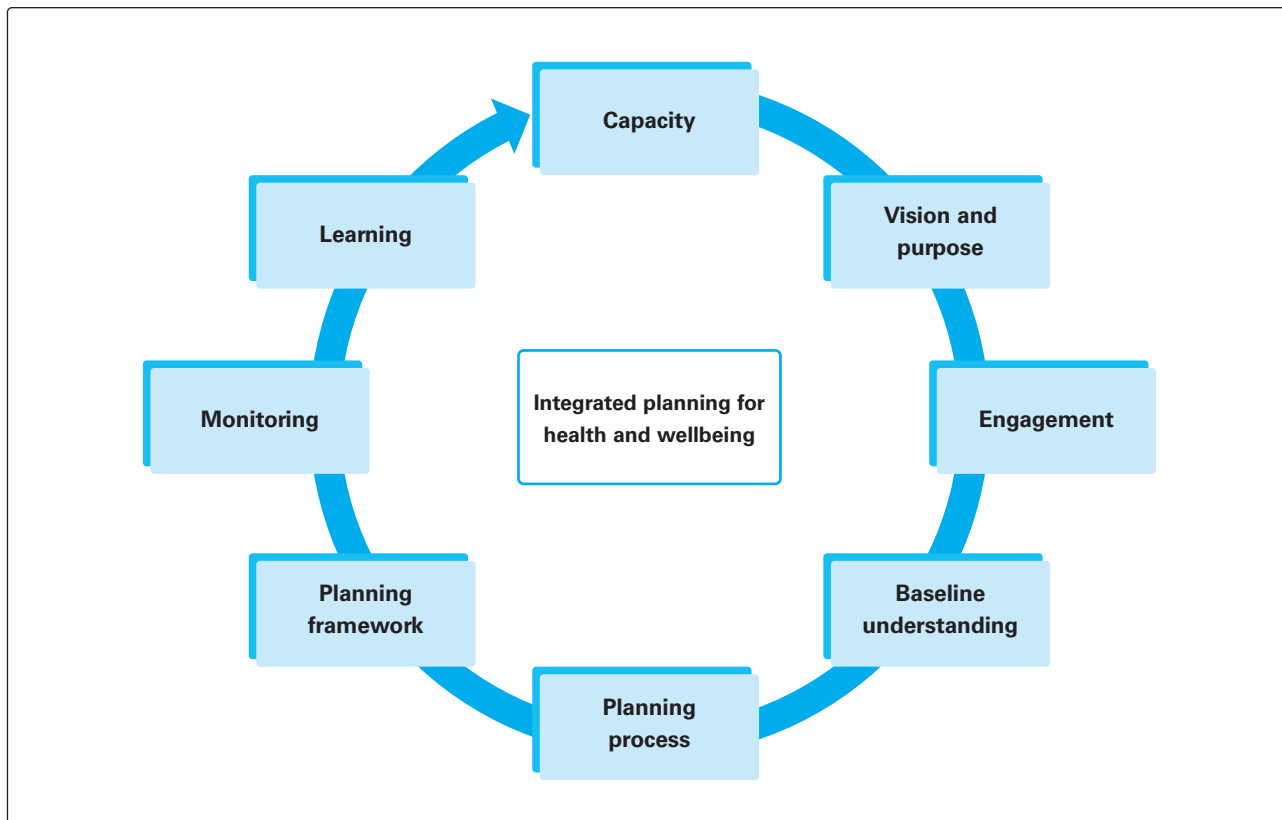 Capacity
Vision and
purpose
Engagement
Baseline
understanding
Planning
process
Planning
framework
Monitoring
Learning
Integrated planning for
health and wellbeing